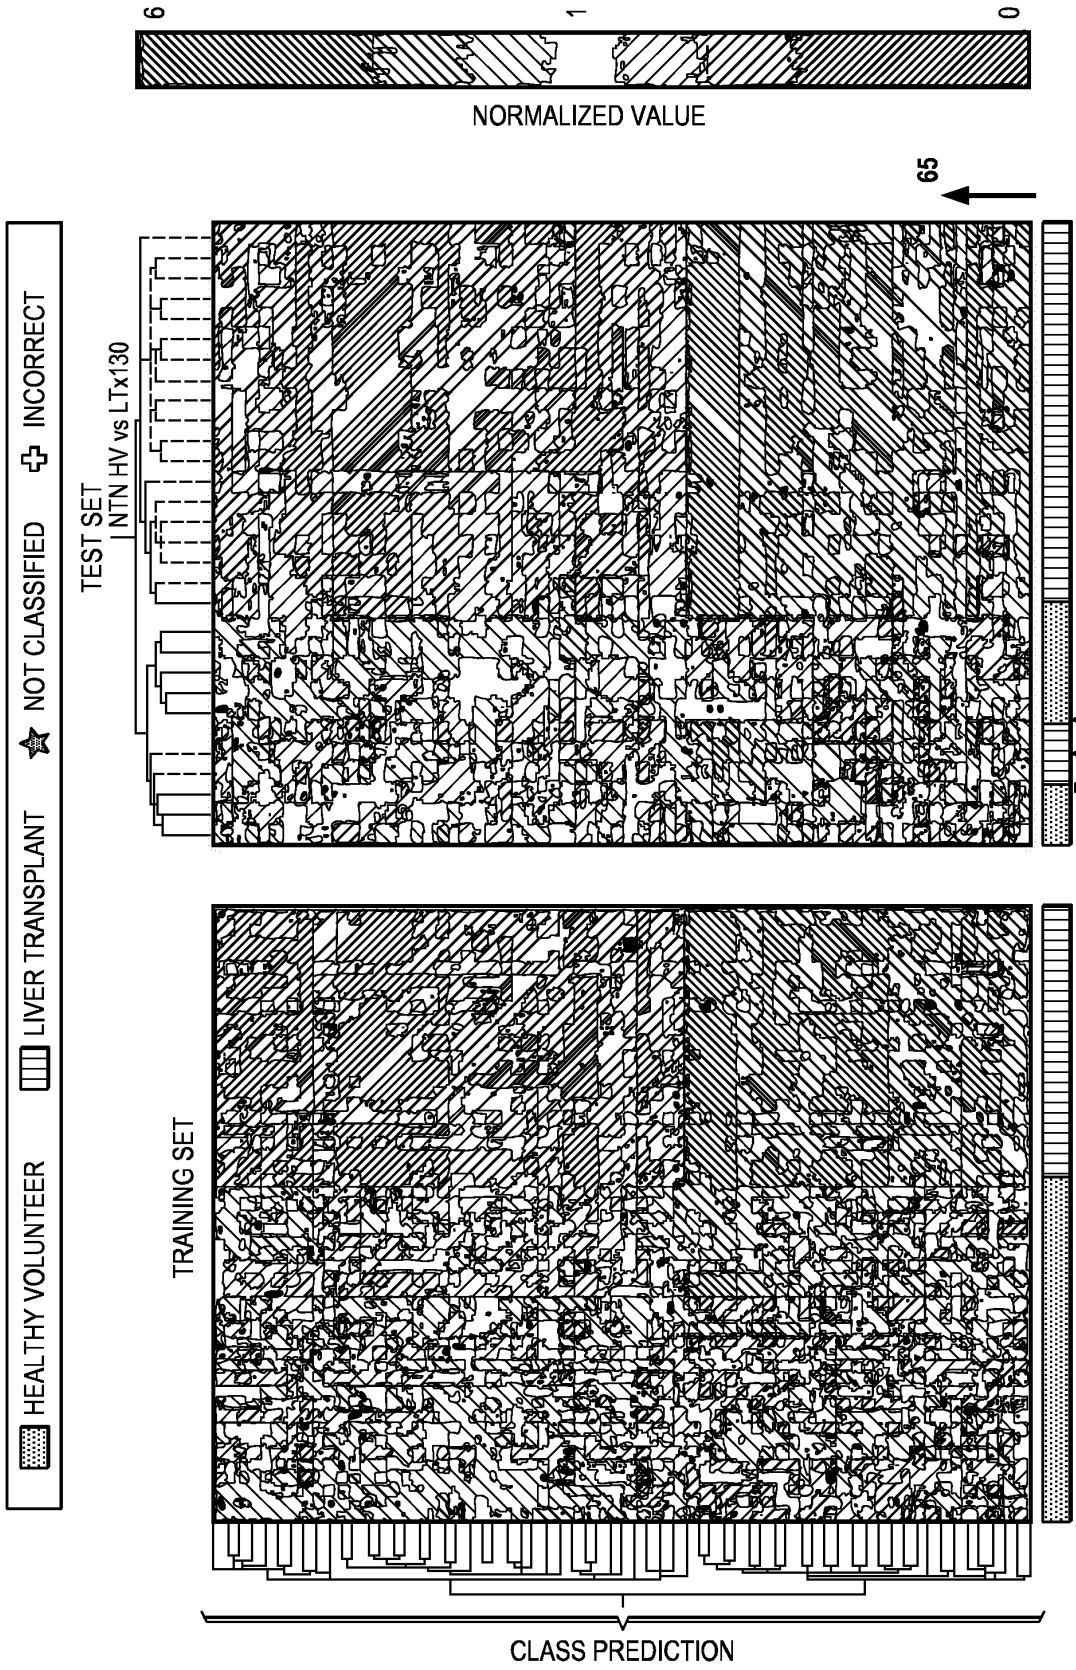 HEALTHY VOLUNTEER
LIVER TRANSPLANT
NOT CLASSIFIED
INCORRECT
TRAINING SET
TEST SET
NTN HV vs LTx130
CLASS PREDICTION
65
NORMALIZED VALUE
6
1
0